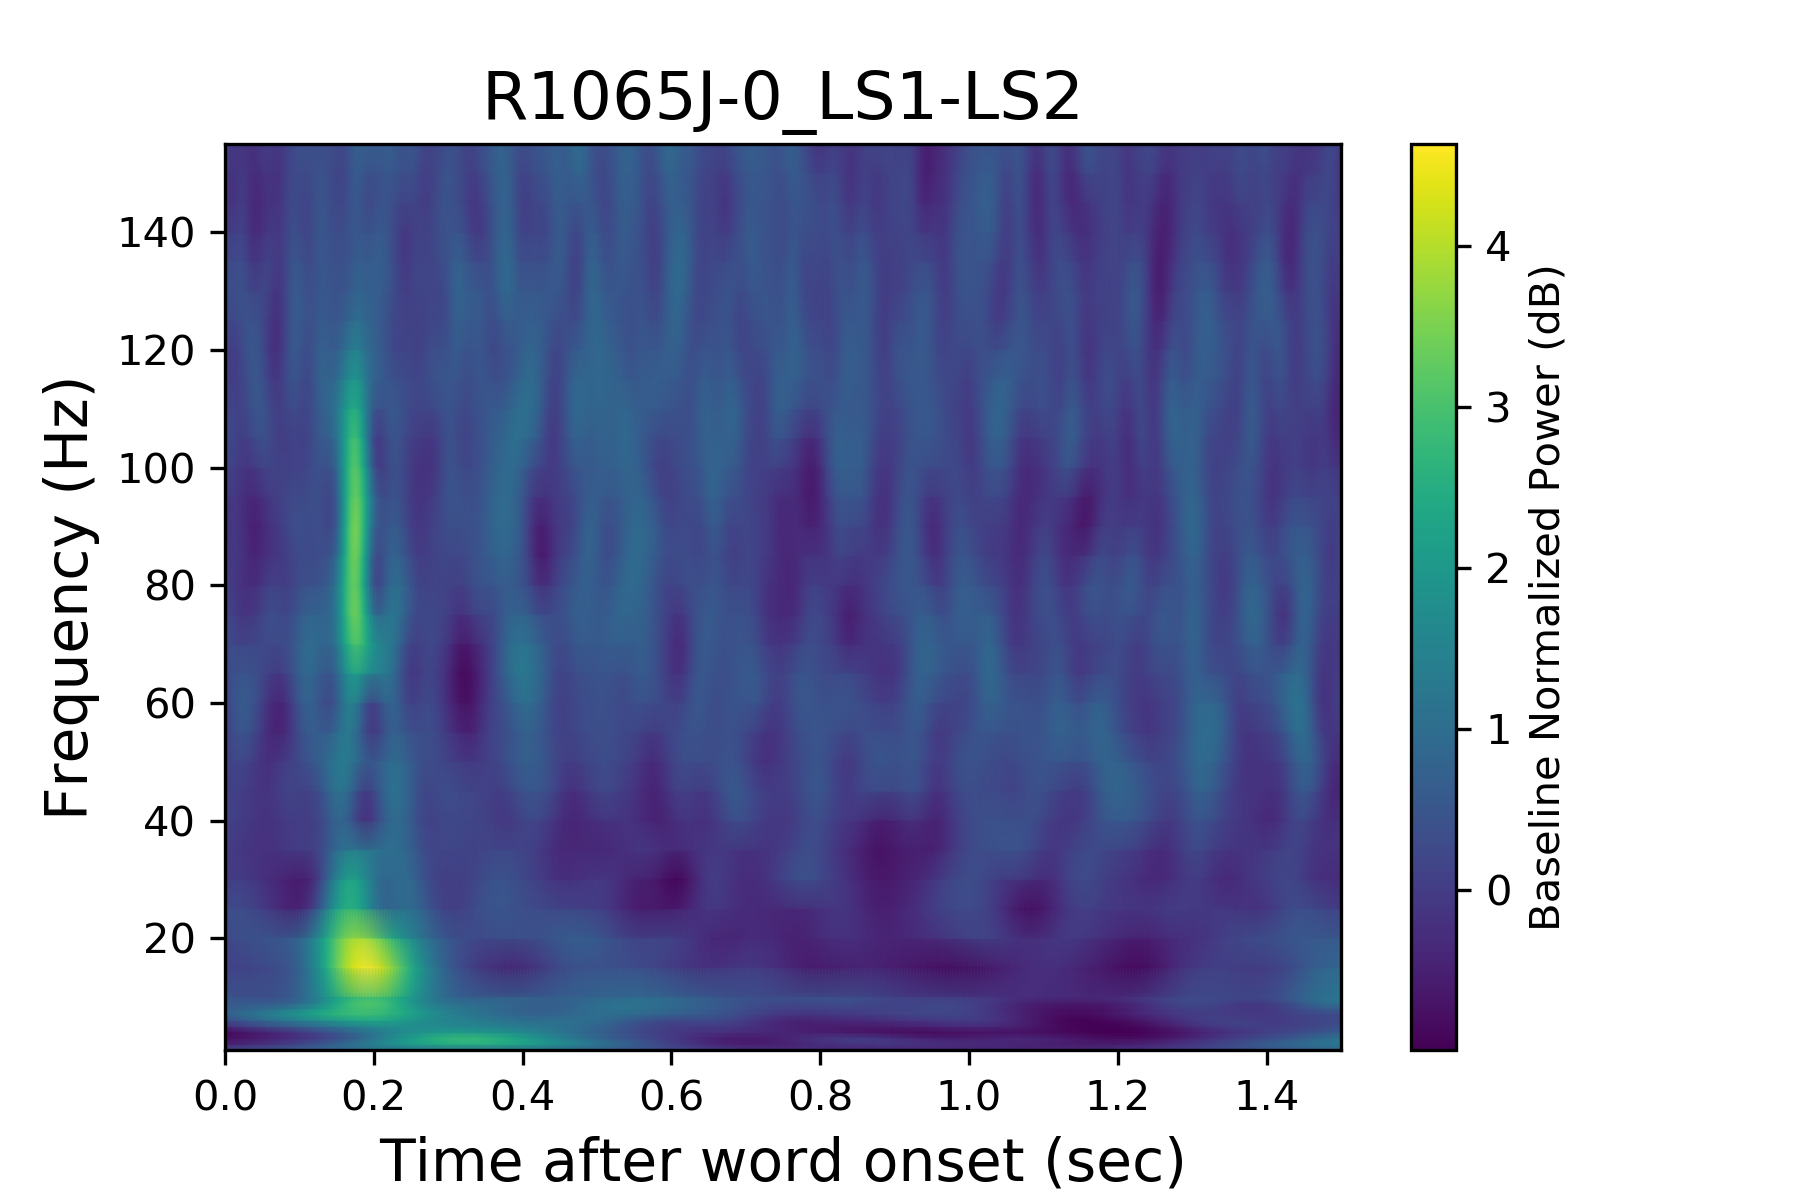 R1065J-0_LS1-LS2
140
120
100
80
60
40
20
Frequency (Hz)
0.0 0.2 0.4 0.6 0.8 1.0 1.2 1.4
Time after word onset (sec)
4
3
2
1
0
Baseline Normalized Power (dB)